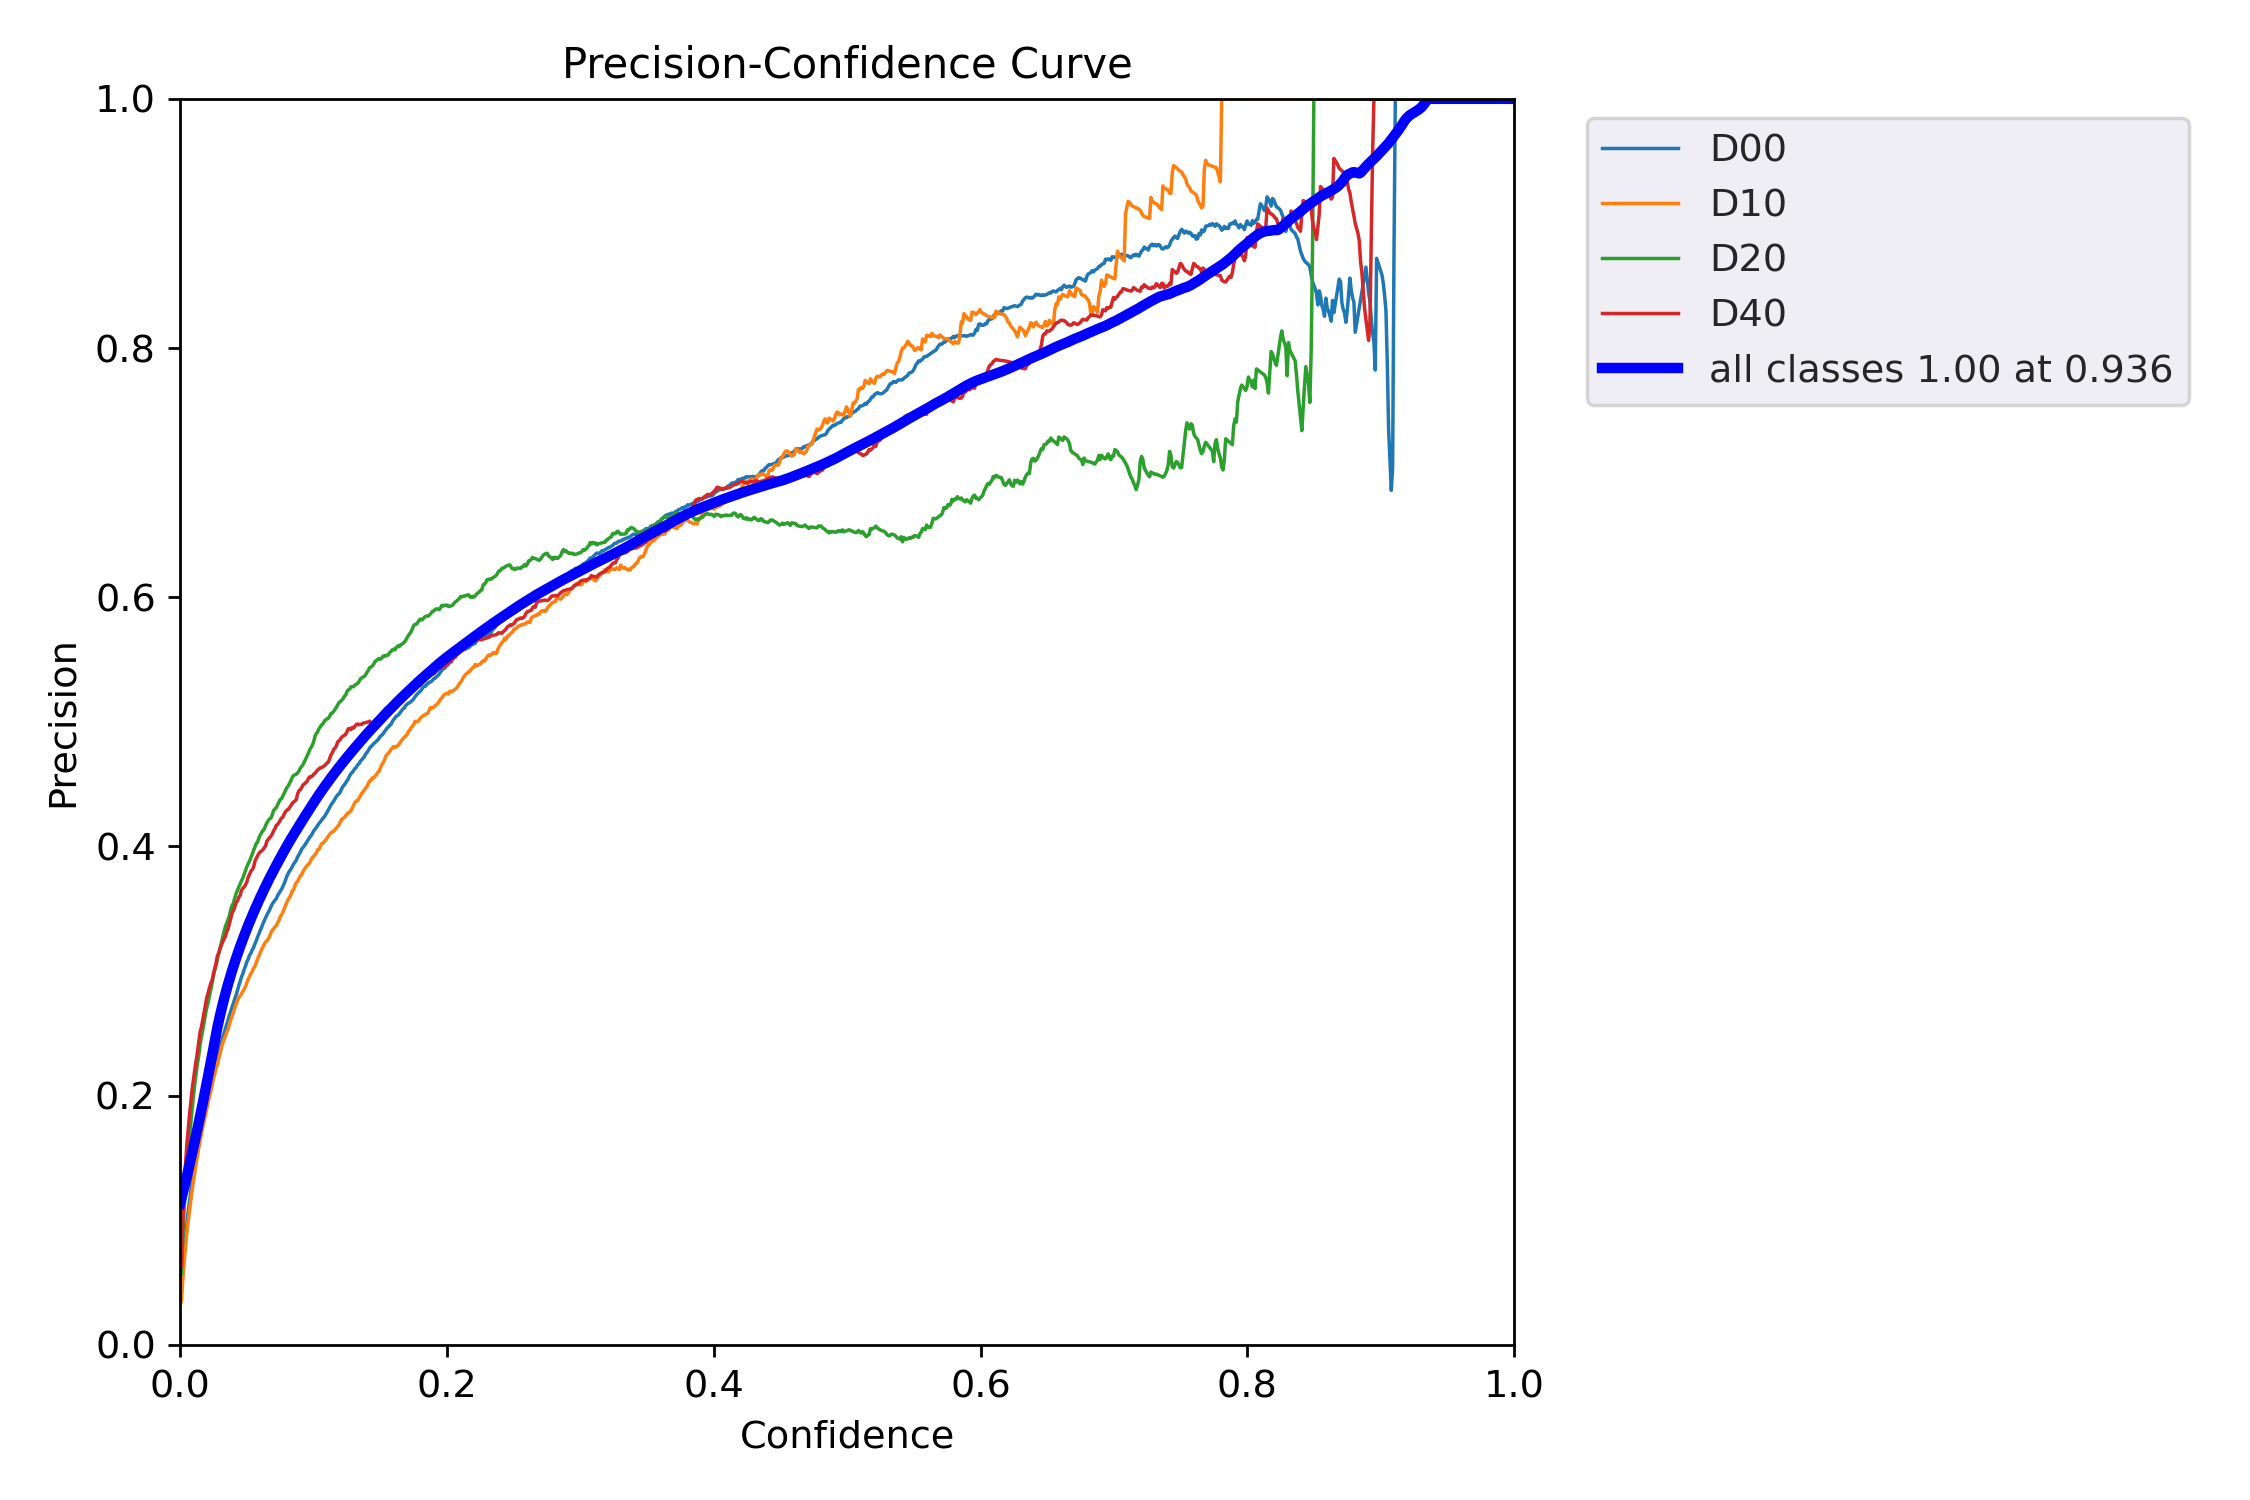 Precision-Confidence Curve
1.0
0.8
0.6
0.4
0.2
0.0
Precision
0.0 0.2 0.4 0.6 0.8 1.0
Confidence
D00
D10
D20
D40
all classes 1.00 at 0.936